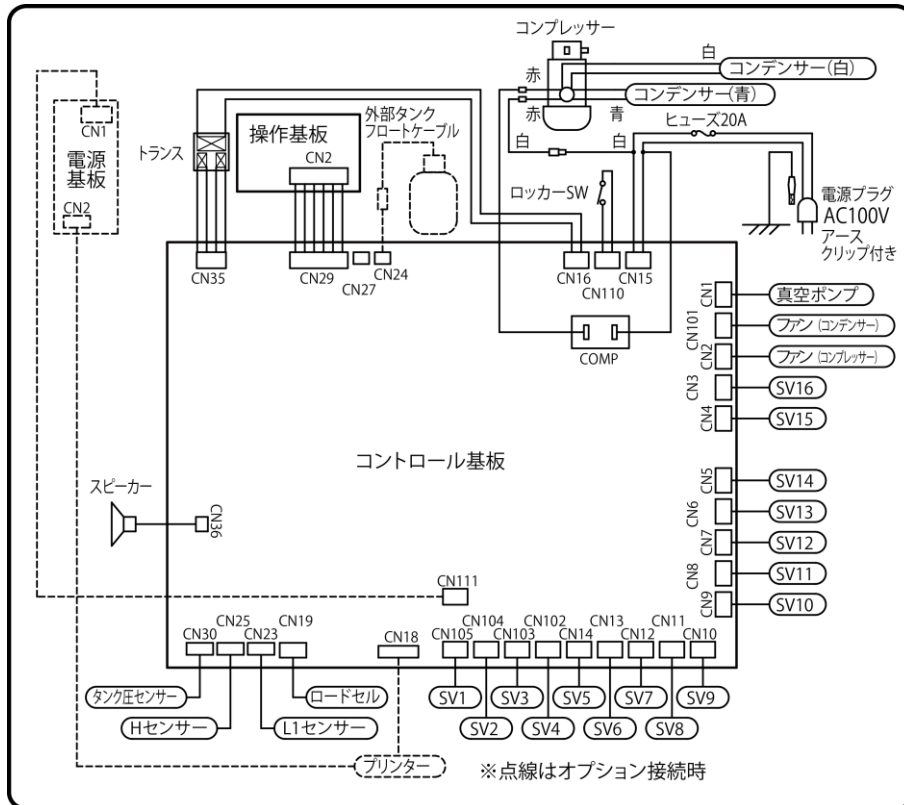 コンプレッサー
白
コンデンサー(白)
赤
コンデンサー(青)
赤
青
ヒューズ20A
白
白
CN1
電源
基板
CN2
トランス
操作基板
CN2
外部タンク
フロートケーブル
ロッカーSW
電源プラグ
AC100V
アース
クリップ付き
CN35
CN29
CN27
CN24
CN16
CN110
CN15
COMP
CN1
真空ポンプ
CN101
ファン(コンデンサー)
CN2
ファン(コンプレッサー)
CN3
SV16
CN4
SV15
コントロール基板
CN5
SV14
CN6
SV13
CN7
SV12
CN8
SV11
CN9
SV10
スピーカー
CN36
CN111
CN30
CN25
CN23
CN19
CN18
CN105
CN104
CN103
CN102
CN14
CN13
CN12
CN11
CN10
タンク圧センサー
ロードセル
SV1
SV3
SV5
SV7
SV9
Hセンサー
L1センサー
SV2
SV4
SV6
SV8
プリンター
※点線はオプション接続時